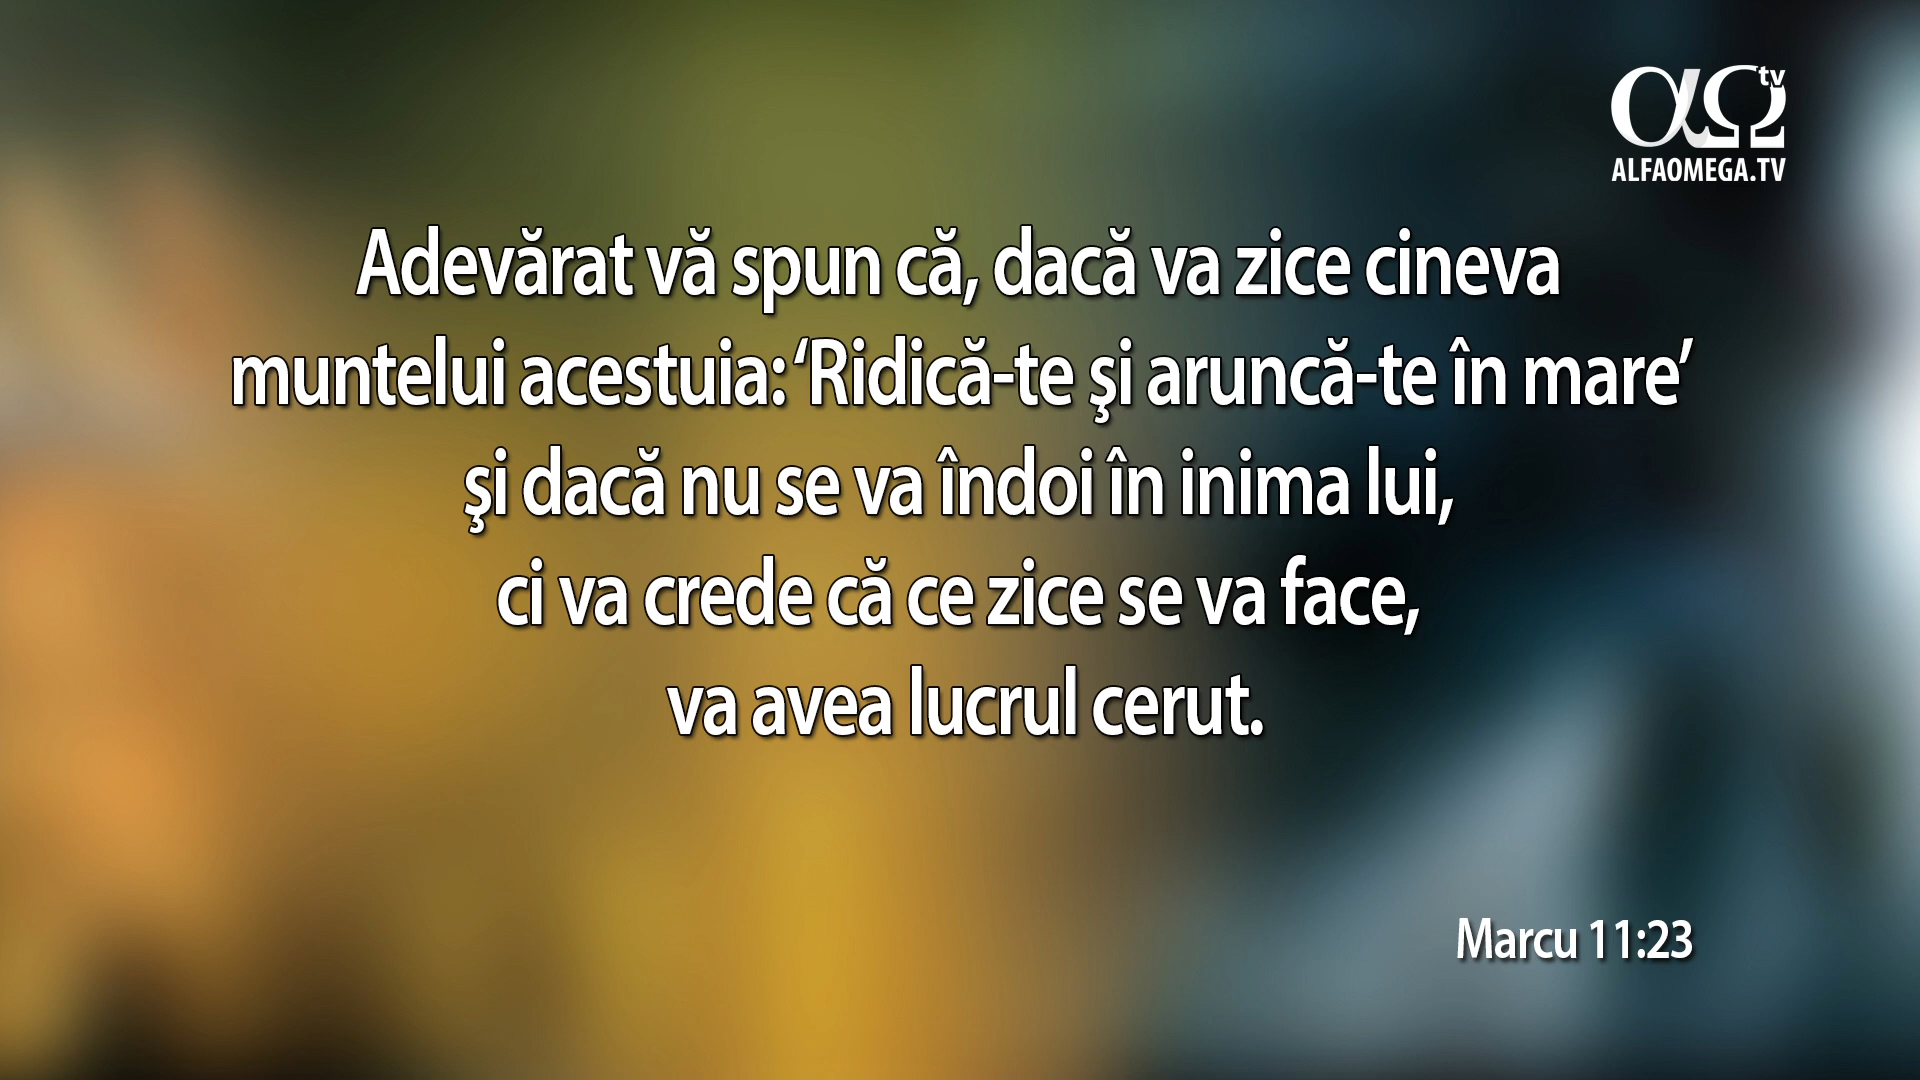 αΩ tv
ALFAOMEGA.TV
Adevărat vă spun că, dacă va zice cineva
muntelui acestuia: ‘Ridică-te şi aruncă-te în mare’
şi dacă nu se va îndoi în inima lui,
ci va crede că ce zice se va face,
va avea lucrul cerut.
Marcu 11:23